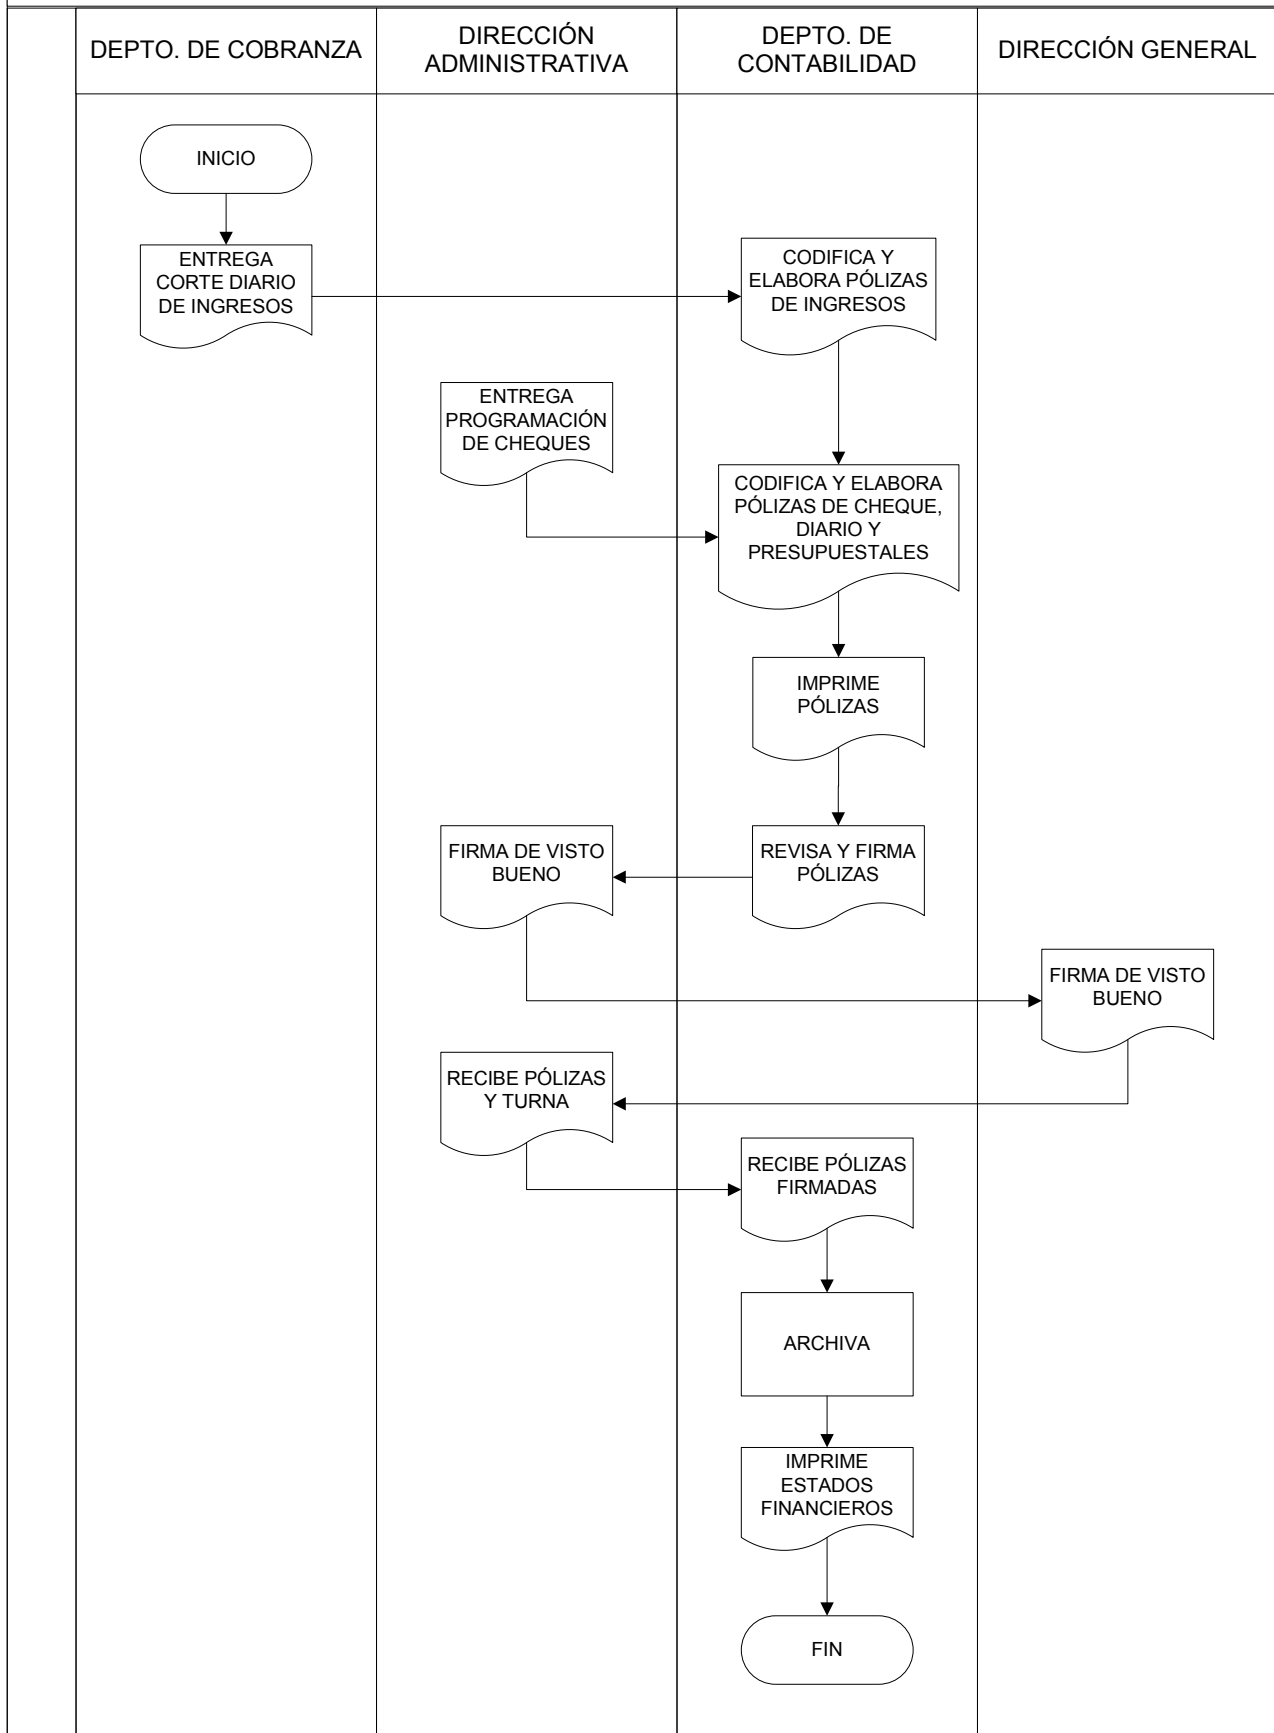 DEPTO. DE COBRANZA
DIRECCIÓN
ADMINISTRATIVA
DEPTO. DE
CONTABILIDAD
DIRECCIÓN GENERAL
INICIO
ENTREGA
CORTE DIARIO
DE INGRESOS
CODIFICA Y
ELABORA PÓLIZAS
DE INGRESOS
ENTREGA
PROGRAMACIÓN
DE CHEQUES
CODIFICA Y ELABORA
PÓLIZAS DE CHEQUE,
DIARIO Y
PRESUPUESTALES
IMPRIME
PÓLIZAS
FIRMA DE VISTO
BUENO
REVISA Y FIRMA
PÓLIZAS
FIRMA DE VISTO
BUENO
RECIBE PÓLIZAS
Y TURNA
RECIBE PÓLIZAS
FIRMADAS
ARCHIVA
IMPRIME
ESTADOS
FINANCIEROS
FIN